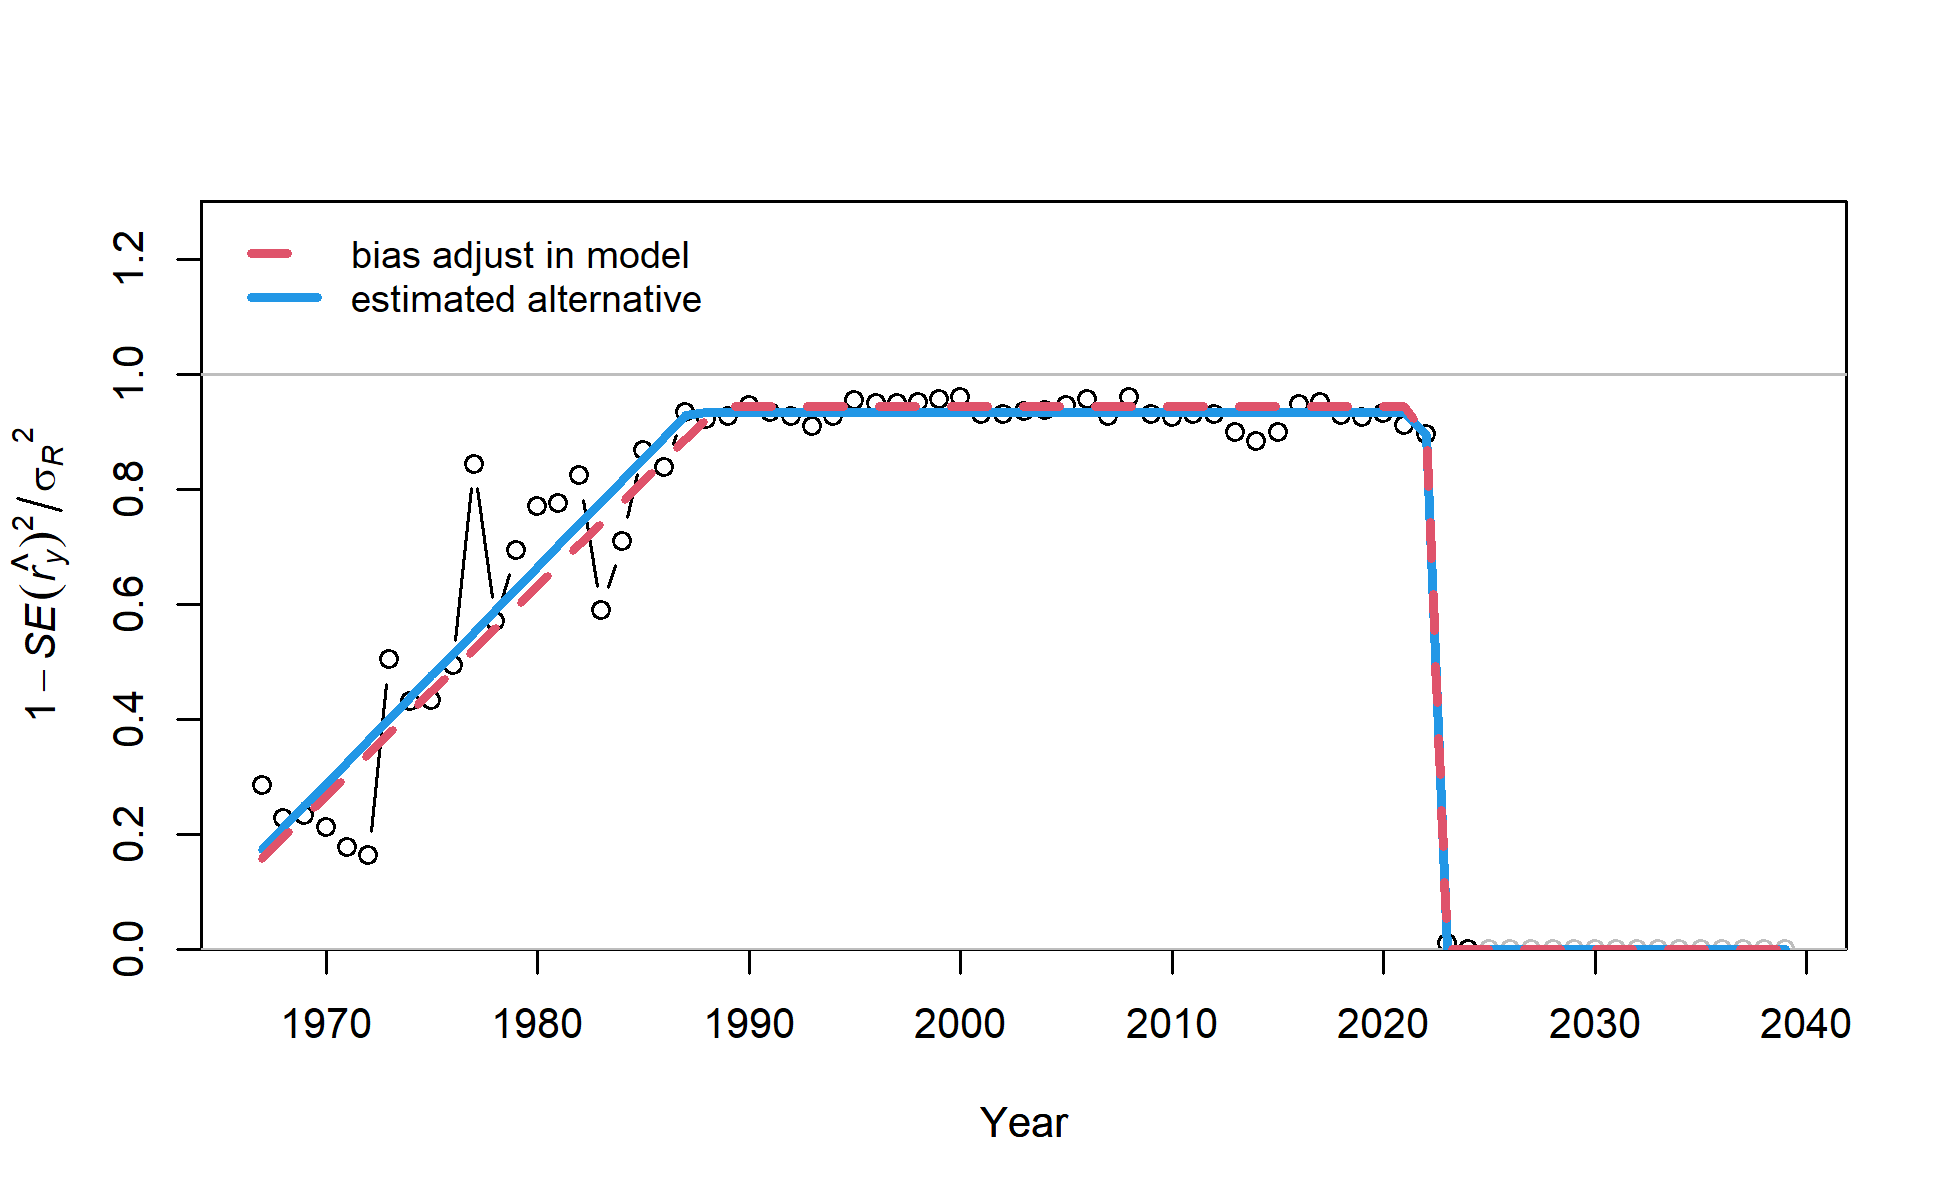 bias adjust in model
estimated alternative
1 − SE(r̂y)² / σR²
1.2
1.0
0.8
0.6
0.4
0.2
0.0
1970 1980 1990 2000 2010 2020 2030 2040
Year